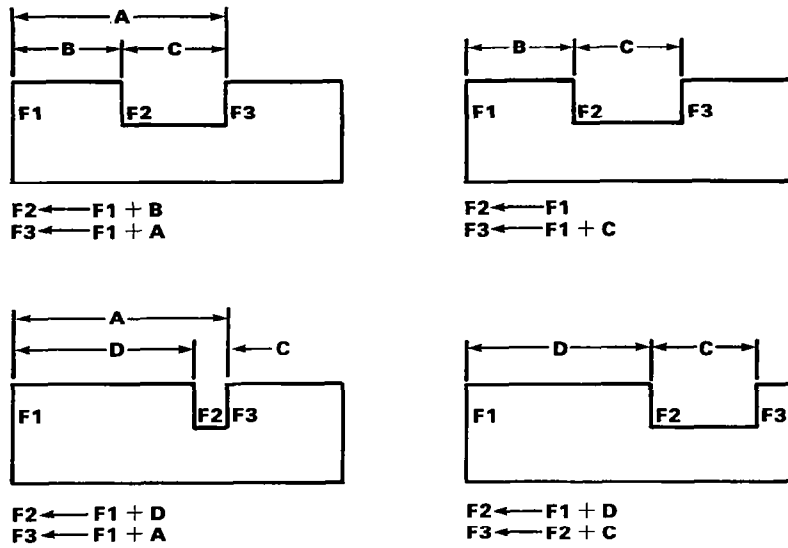 A
B C
F1 F2 F3
F2 ← F1 + B
F3 ← F1 + A
B C
F1 F2 F3
F2 ← F1
F3 ← F1 + C
A
D C
F1 F2 F3
F2 ← F1 + D
F3 ← F1 + A
D C
F1 F2 F3
F2 ← F1 + D
F3 ← F2 + C